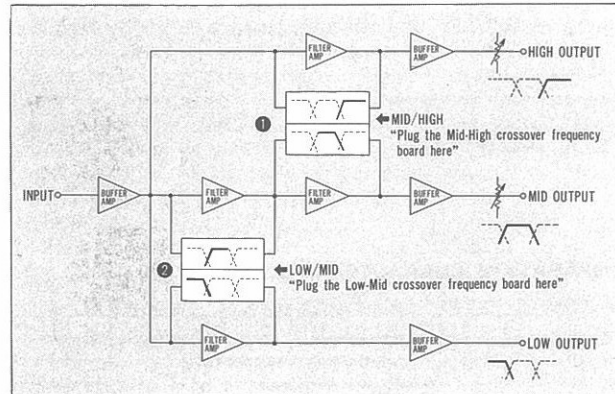 FILTER AMP
BUFFER AMP
HIGH OUTPUT
1
MID/HIGH
"Plug the Mid-High crossover frequency
board here"
INPUT
BUFFER AMP
FILTER AMP
FILTER AMP
BUFFER AMP
MID OUTPUT
2
LOW/MID
"Plug the Low-Mid crossover frequency board here"
FILTER AMP
BUFFER AMP
LOW OUTPUT